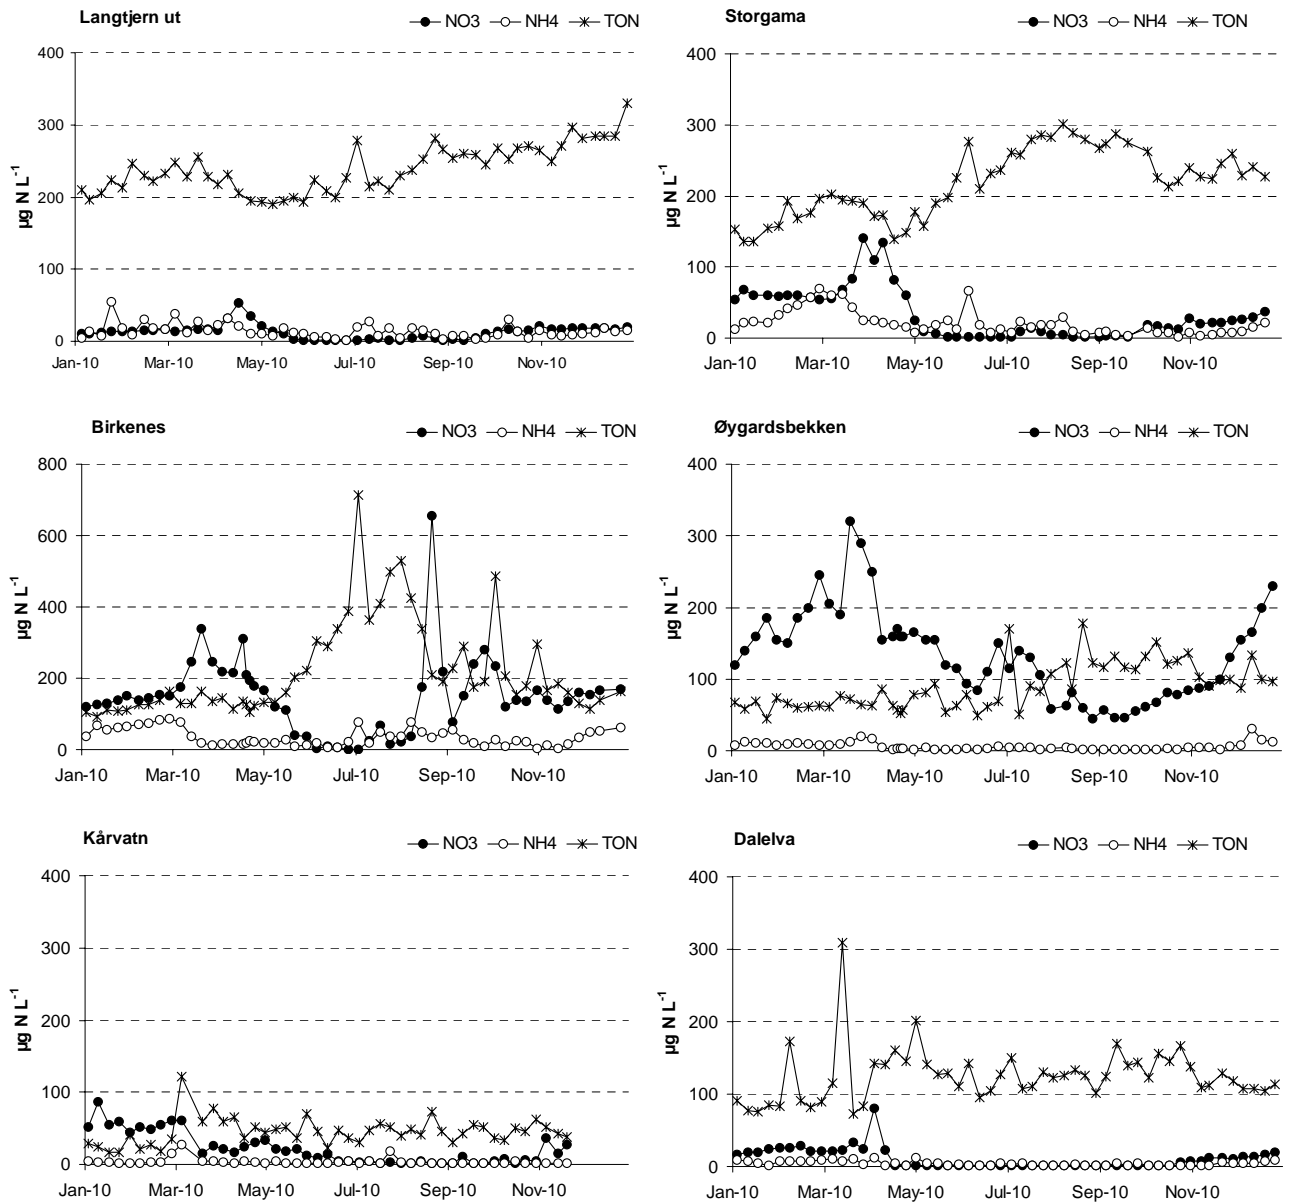 Langtjern ut
NO3 NH4 TON
400
300
200
100
0
µg N L-1
Jan-10 Mar-10 May-10 Jul-10 Sep-10 Nov-10
Storgama
NO3 NH4 TON
400
300
200
100
0
µg N L-1
Jan-10 Mar-10 May-10 Jul-10 Sep-10 Nov-10
Birkenes
NO3 NH4 TON
800
600
400
200
0
µg N L-1
Jan-10 Mar-10 May-10 Jul-10 Sep-10 Nov-10
Øygardsbekken
NO3 NH4 TON
400
300
200
100
0
µg N L-1
Jan-10 Mar-10 May-10 Jul-10 Sep-10 Nov-10
Kårvatn
NO3 NH4 TON
400
300
200
100
0
µg N L-1
Jan-10 Mar-10 May-10 Jul-10 Sep-10 Nov-10
Dalelva
NO3 NH4 TON
400
300
200
100
0
µg N L-1
Jan-10 Mar-10 May-10 Jul-10 Sep-10 Nov-10